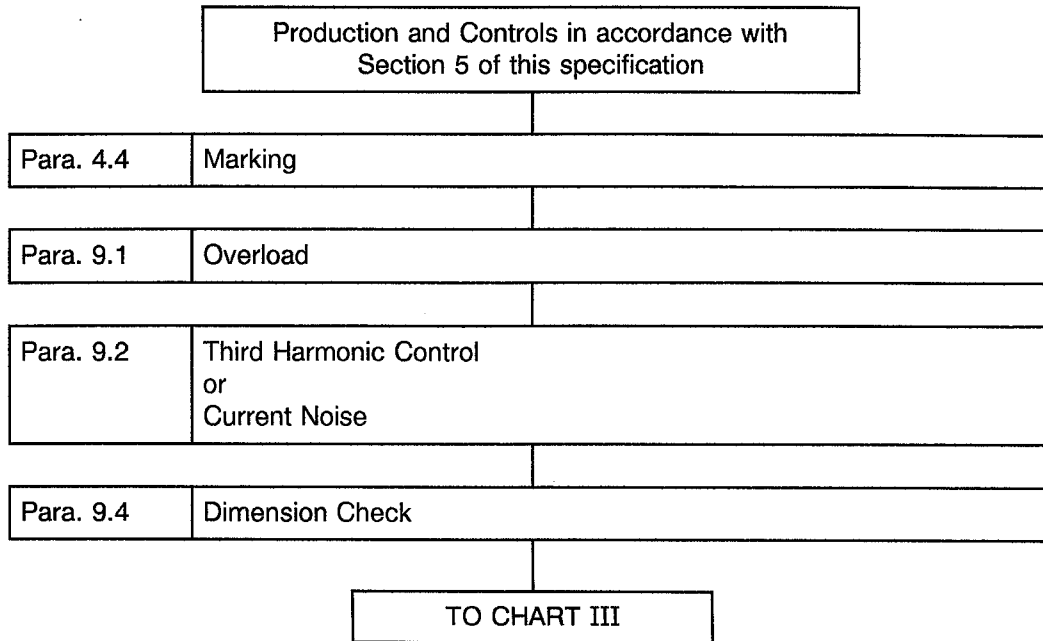 Production and Controls in accordance with
Section 5 of this specification
Para. 4.4 Marking
Para. 9.1 Overload
Para. 9.2 Third Harmonic Control
or
Current Noise
Para. 9.4 Dimension Check
TO CHART III